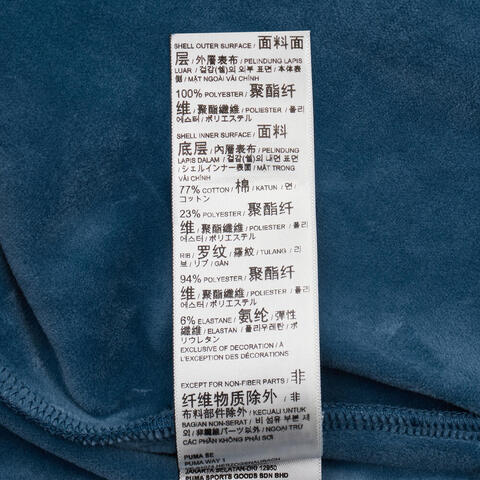 SHELL OUTER SURFACE / 面料面
层 / 外層表布 / PELINDUNG LAPIS
LUAR / 겉감(쉘)의 외부 표면 / 本体表
側 / MẶT NGOÀI VẢI CHÍNH
100% POLYESTER / 聚酯纤
维 / 聚酯纖維 / POLIESTER / 폴리
에스터 / ポリエステル
SHELL INNER SURFACE / 面料
底层 / 內層表布 / PELINDUNG
LAPIS DALAM / 겉감(쉘)의 내면 표면
/ シェルインナー表面 / MẶT TRONG
VẢI CHÍNH
77% COTTON / 棉 / KATUN / 면 /
コットン
23% POLYESTER / 聚酯纤
维 / 聚酯纖維 / POLIESTER / 폴리
에스터 / ポリエステル
RIB / 罗纹 / 羅紋 / TULANG / 리
브 / リブ / GÂN
94% POLYESTER / 聚酯纤
维 / 聚酯纖維 / POLIESTER / 폴리
에스터 / ポリエステル
6% ELASTANE / 氨纶 / 彈性
纖維 / ELASTAN / 폴리우레탄 / ポ
リウレタン
EXCLUSIVE OF DECORATION / À
L'EXCEPTION DES DÉCORATIONS
EXCEPT FOR NON-FIBER PARTS / 非
纤维物质除外 / 非
布料部件除外 / KECUALI UNTUK
BAGIAN NON-SERAT / 비 섬유 부분 제
외 / 非繊維パーツ以外 / NGOẠI TRỪ
CÁC PHẦN KHÔNG PHẢI SỢI
PUMA SE
PUMA WAY 1
JAKARTA SELATAN-DKI 12950
PUMA SPORTS GOODS SDN BHD